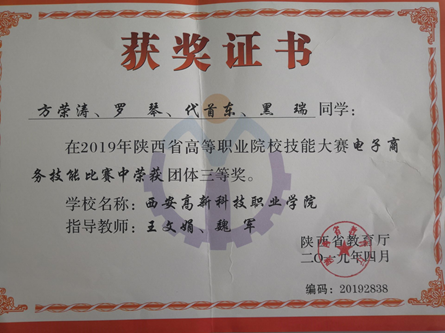 获奖证书
方荣涛、罗 琴、代首东、黑 瑞同学：
在2019年陕西省高等职业院校技能大赛电子商
务技能比赛中荣获团体三等奖。
学校名称：西安高新科技职业学院
指导教师：王文娟、魏 军
陕西省教育厅
二〇一九年四月
编码：20192838